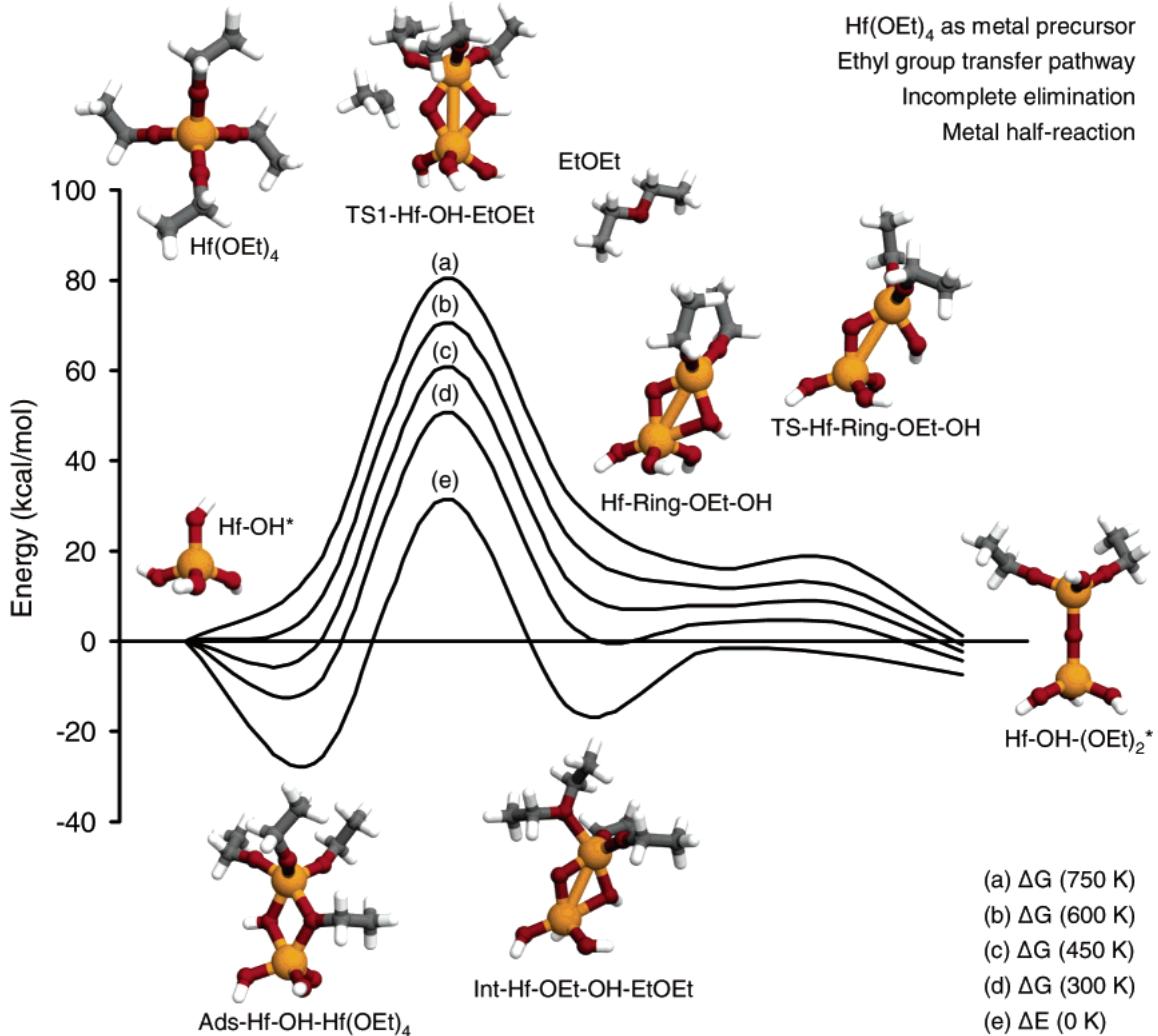 Hf(OEt)4 as metal precursor
Ethyl group transfer pathway
Incomplete elimination
Metal half-reaction
EtOEt
TS1-Hf-OH-EtOEt
Hf(OEt)4
100
80
60
40
20
0
-20
-40
Energy (kcal/mol)
(a)
(b)
(c)
(d)
(e)
TS-Hf-Ring-OEt-OH
Hf-Ring-OEt-OH
Hf-OH*
Hf-OH-(OEt)2*
Ads-Hf-OH-Hf(OEt)4
Int-Hf-OEt-OH-EtOEt
(a) ΔG (750 K)
(b) ΔG (600 K)
(c) ΔG (450 K)
(d) ΔG (300 K)
(e) ΔE (0 K)